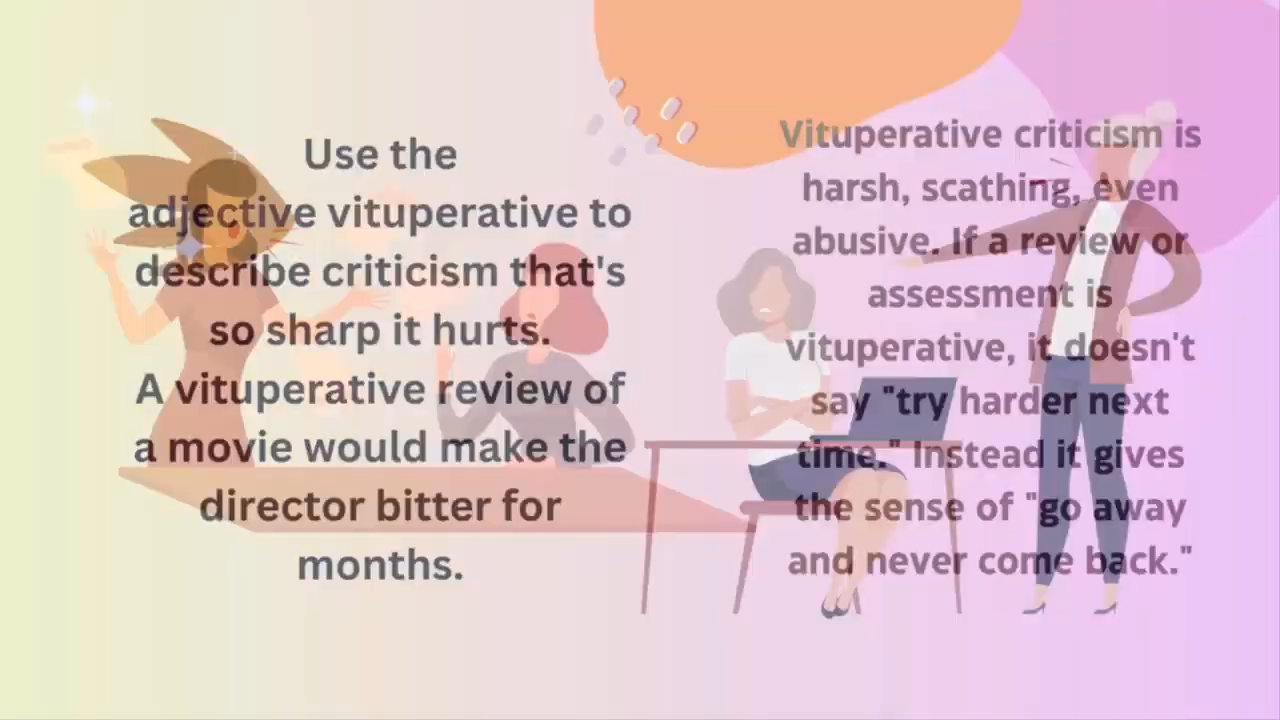 Use the
adjective vituperative to
describe criticism that's
so sharp it hurts.
A vituperative review of
a movie would make the
director bitter for
months.
Vituperative criticism is
harsh, scathing, even
abusive. If a review or
assessment is
vituperative, it doesn't
say "try harder next
time." Instead it gives
the sense of "go away
and never come back."